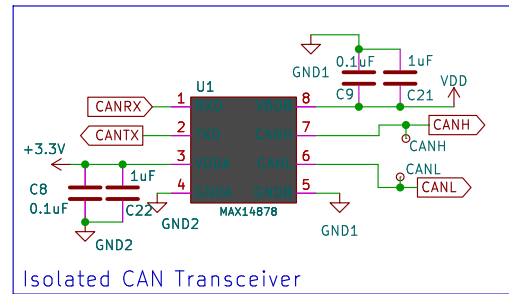 0.1uF 1uF
GND1
VDD
C9 C21
U1
CANRX 1 RXD VDDB 8
CANTX 2 TXD CANH 7 CANH
CANH
+3.3V 3 VDDA CANL 6 CANL
1uF
C8 4 GNDA GNDB 5 CANL
0.1uF C22
GND2 MAX14878 GND1
GND2
Isolated CAN Transceiver